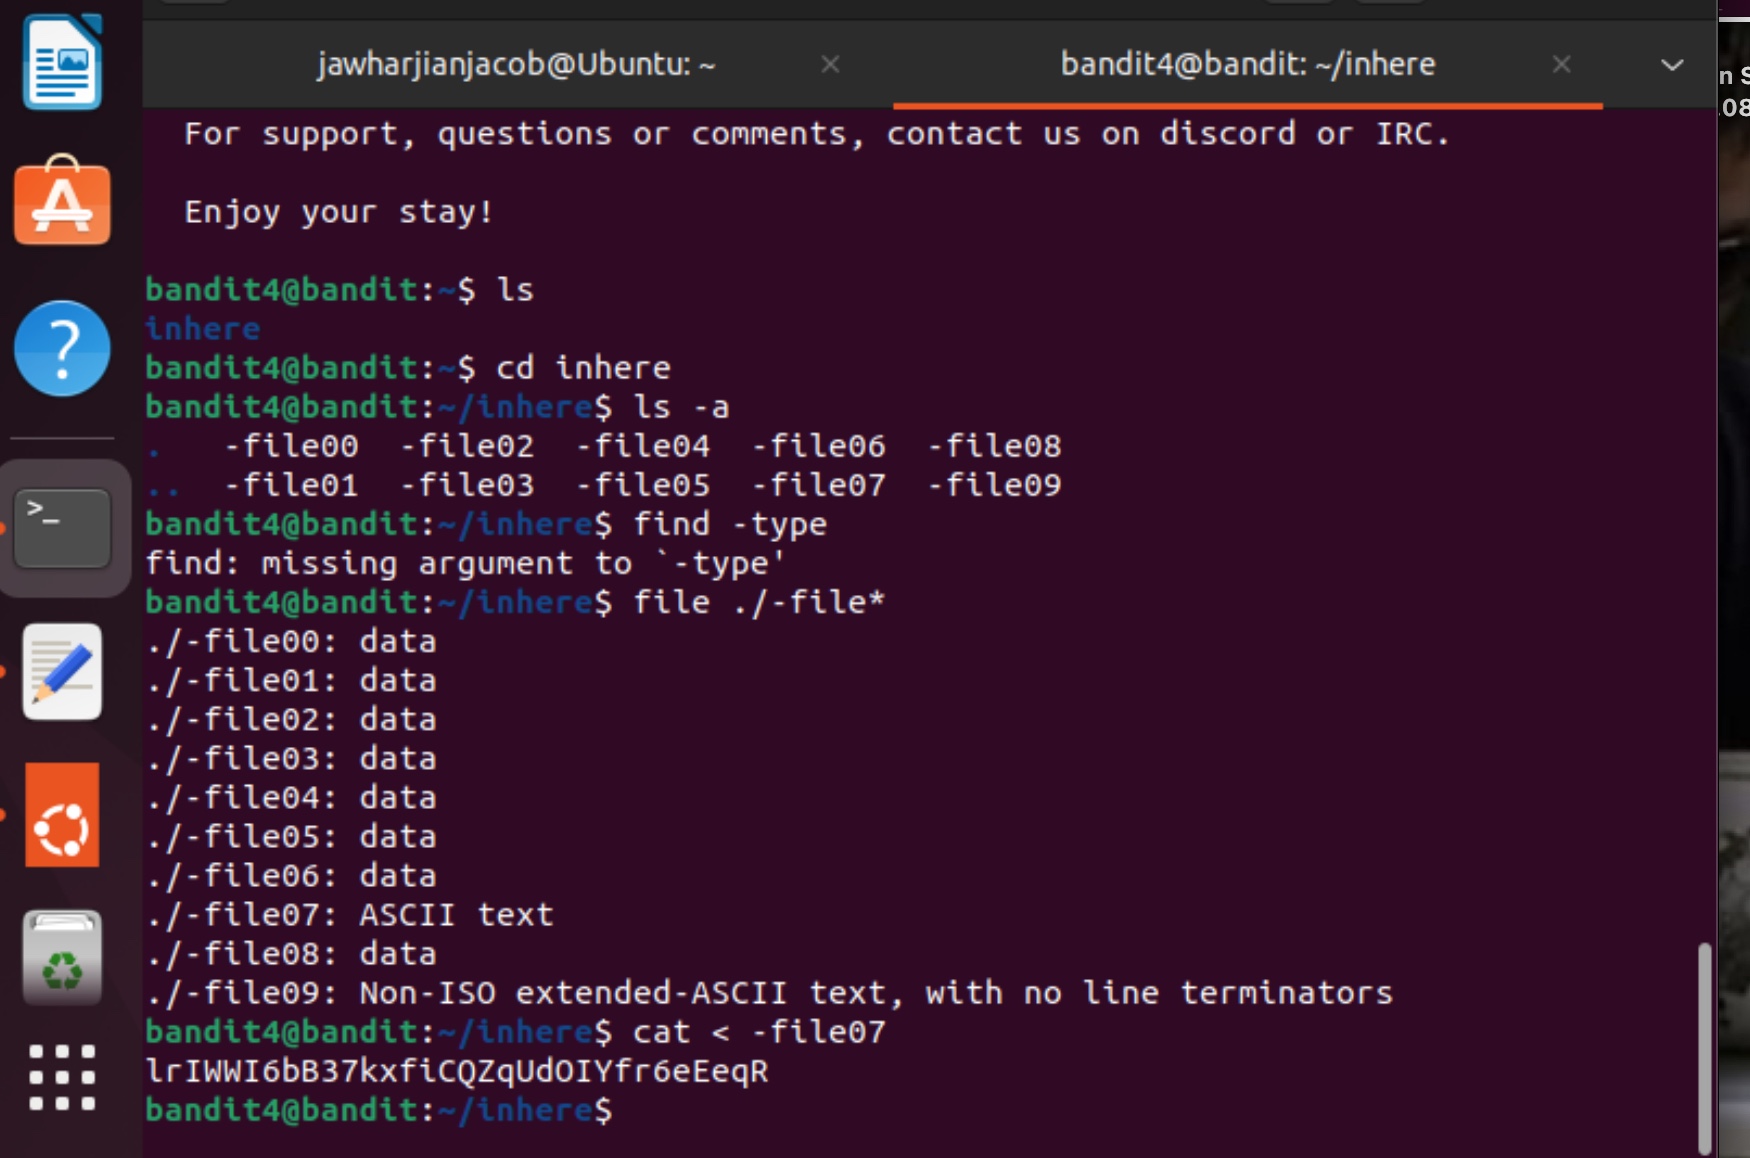 jawharjianjacob@Ubuntu: ~
bandit4@bandit: ~/inhere
For support, questions or comments, contact us on discord or IRC.
Enjoy your stay!
bandit4@bandit:~$ ls
inhere
bandit4@bandit:~$ cd inhere
bandit4@bandit:~/inhere$ ls -a
.   -file00  -file02  -file04  -file06  -file08
..  -file01  -file03  -file05  -file07  -file09
bandit4@bandit:~/inhere$ find -type
find: missing argument to `-type'
bandit4@bandit:~/inhere$ file ./-file*
./-file00: data
./-file01: data
./-file02: data
./-file03: data
./-file04: data
./-file05: data
./-file06: data
./-file07: ASCII text
./-file08: data
./-file09: Non-ISO extended-ASCII text, with no line terminators
bandit4@bandit:~/inhere$ cat < -file07
lrIWWI6bB37kxfiCQZqUdOIYfr6eEeqR
bandit4@bandit:~/inhere$